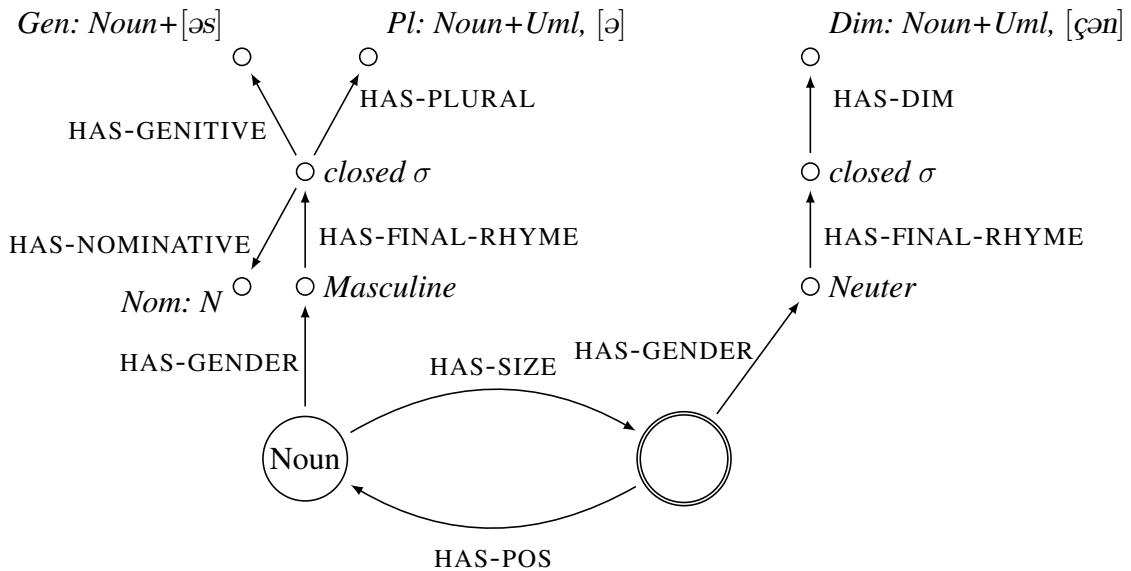 Gen: Noun+[əs]
Pl: Noun+Uml, [ə]
Dim: Noun+Uml, [çən]
HAS-GENITIVE
HAS-PLURAL
HAS-DIM
closed σ
closed σ
HAS-NOMINATIVE
HAS-FINAL-RHYME
HAS-FINAL-RHYME
Nom: N
Masculine
Neuter
HAS-GENDER
HAS-SIZE
HAS-GENDER
Noun
HAS-POS